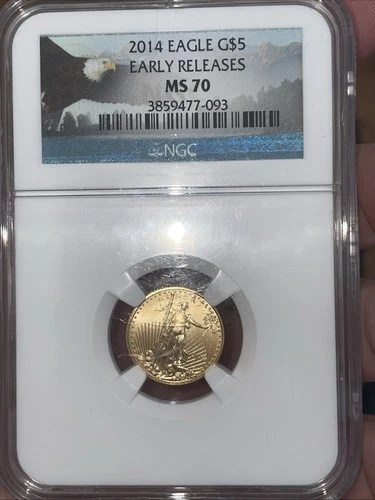 2014 EAGLE G$5
EARLY RELEASES
MS 70
3859477-093
NGC